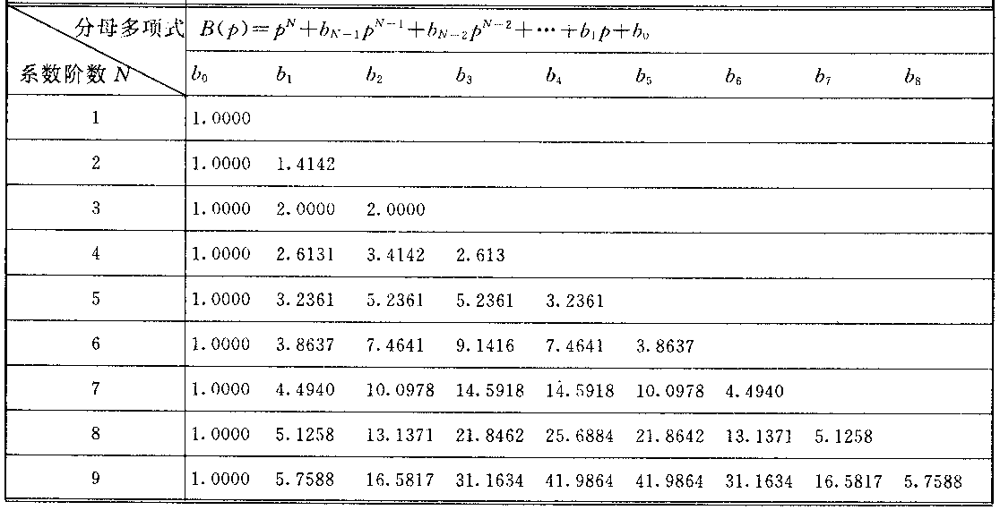 分母多项式 B(p)=p^N+b_{N-1}p^{N-1}+b_{N-2}p^{N-2}+⋯+b_1p+b_0
系数阶数 N b_0 b_1 b_2 b_3 b_4 b_5 b_6 b_7 b_8
1 1.0000
2 1.0000 1.4142
3 1.0000 2.0000 2.0000
4 1.0000 2.6131 3.4142 2.613
5 1.0000 3.2361 5.2361 5.2361 3.2361
6 1.0000 3.8637 7.4641 9.1416 7.4641 3.8637
7 1.0000 4.4940 10.0978 14.5918 14.5918 10.0978 4.4940
8 1.0000 5.1258 13.1371 21.8462 25.6884 21.8642 13.1371 5.1258
9 1.0000 5.7588 16.5817 31.1634 41.9864 41.9864 31.1634 16.5817 5.7588